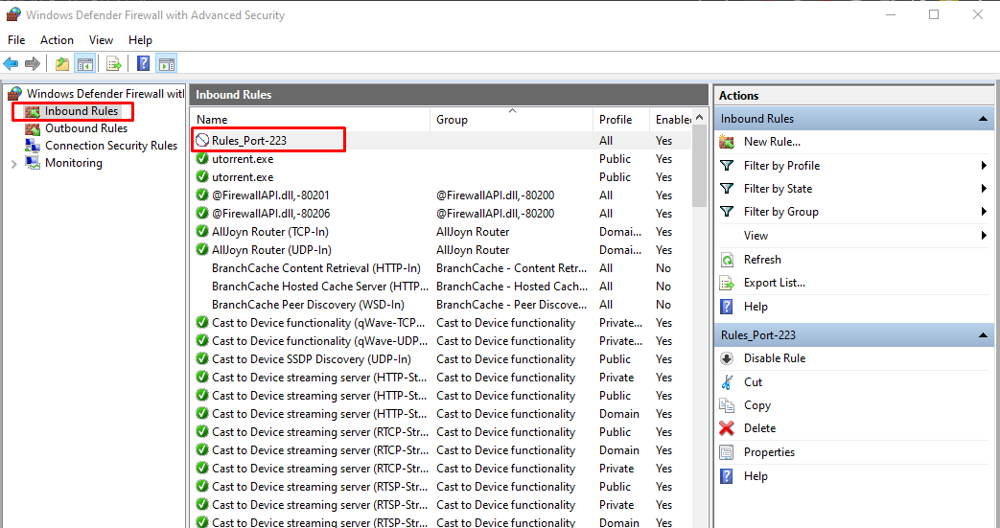 Windows Defender Firewall with Advanced Security
File Action View Help
Windows Defender Firewall with
Inbound Rules
Outbound Rules
Connection Security Rules
Monitoring
Inbound Rules
Name Group Profile Enabled
Rules_Port-223 All Yes
utorrent.exe Public Yes
utorrent.exe Public Yes
@FirewallAPI.dll,-80201 @FirewallAPI.dll,-80200 All Yes
@FirewallAPI.dll,-80206 @FirewallAPI.dll,-80200 All Yes
AllJoyn Router (TCP-In) AllJoyn Router Domai... Yes
AllJoyn Router (UDP-In) AllJoyn Router Domai... Yes
BranchCache Content Retrieval (HTTP-In) BranchCache - Content Retr... All No
BranchCache Hosted Cache Server (HTTP... BranchCache - Hosted Cach... All No
BranchCache Peer Discovery (WSD-In) BranchCache - Peer Discove... All No
Cast to Device functionality (qWave-TCP... Cast to Device functionality Private... Yes
Cast to Device functionality (qWave-UDP... Cast to Device functionality Private... Yes
Cast to Device SSDP Discovery (UDP-In) Cast to Device functionality Public Yes
Cast to Device streaming server (HTTP-St... Cast to Device functionality Private Yes
Cast to Device streaming server (HTTP-St... Cast to Device functionality Public Yes
Cast to Device streaming server (HTTP-St... Cast to Device functionality Domain Yes
Cast to Device streaming server (RTCP-Str... Cast to Device functionality Public Yes
Cast to Device streaming server (RTCP-Str... Cast to Device functionality Domain Yes
Cast to Device streaming server (RTCP-Str... Cast to Device functionality Private Yes
Cast to Device streaming server (RTSP-Str... Cast to Device functionality Public Yes
Cast to Device streaming server (RTSP-Str... Cast to Device functionality Private Yes
Cast to Device streaming server (RTSP-Str... Cast to Device functionality Domain Yes
Actions
Inbound Rules
New Rule...
Filter by Profile
Filter by State
Filter by Group
View
Refresh
Export List...
Help
Rules_Port-223
Disable Rule
Cut
Copy
Delete
Properties
Help